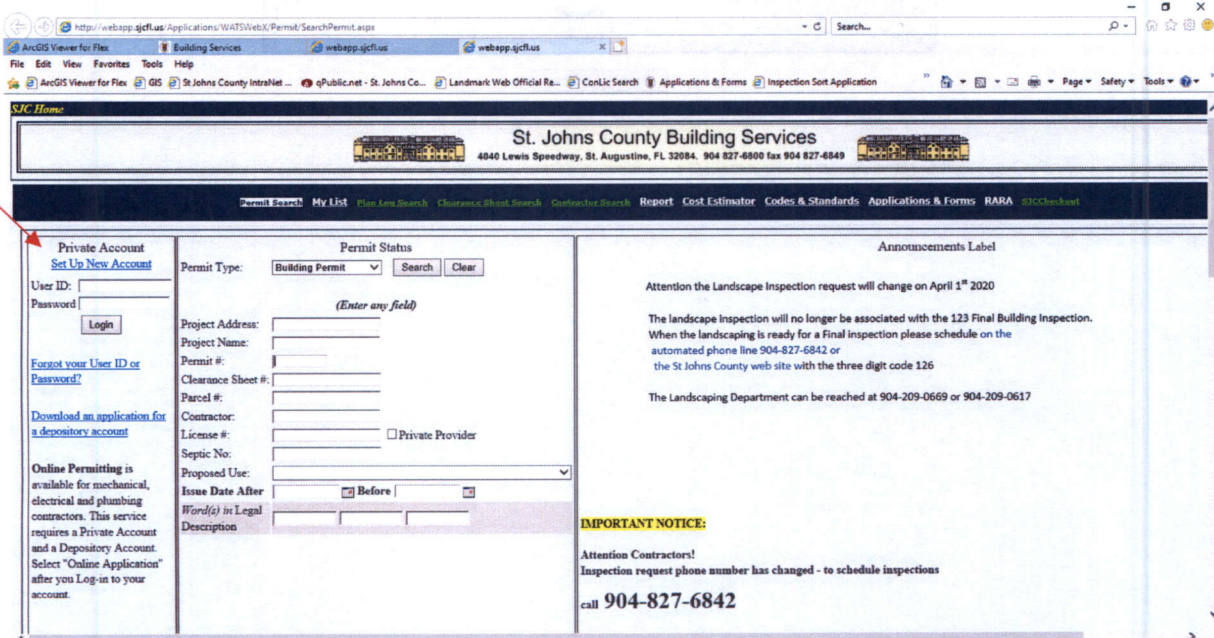 http://webapp.sjcfl.us/Applications/WATSWebX/Permit/SearchPermit.aspx
Search...
ArcGIS Viewer for Flex
Building Services
webapp.sjcfl.us
webapp.sjcfl.us
File Edit View Favorites Tools Help
ArcGIS Viewer for Flex GIS St Johns County IntraNet ... qPublic.net - St. Johns Co... Landmark Web Official Re... ConLic Search Applications & Forms Inspection Sort Application
Page Safety Tools
SJC Home
St. Johns County Building Services
4040 Lewis Speedway, St. Augustine, FL 32084. 904 827-6800 fax 904 827-6849
Permit Search My List Plan Log Search Clearance Sheet Search Contractor Search Report Cost Estimator Codes & Standards Applications & Forms RARA SJCCheckout
Private Account
Set Up New Account
User ID:
Password
Login
Forgot your User ID or
Password?
Download an application for
a depository account
Online Permitting is
available for mechanical,
electrical and plumbing
contractors. This service
requires a Private Account
and a Depository Account.
Select "Online Application"
after you Log-in to your
account.
Permit Status
Permit Type: Building Permit Search Clear
(Enter any field)
Project Address:
Project Name:
Permit #:
Clearance Sheet #:
Parcel #:
Contractor:
License #: Private Provider
Septic No:
Proposed Use:
Issue Date After Before
Word(s) in Legal
Description
Announcements Label
Attention the Landscape Inspection request will change on April 1st 2020
The landscape Inspection will no longer be associated with the 123 Final Building Inspection.
When the landscaping is ready for a Final inspection please schedule on the
automated phone line 904-827-6842 or
the St Johns County web site with the three digit code 126
The Landscaping Department can be reached at 904-209-0669 or 904-209-0617
IMPORTANT NOTICE:
Attention Contractors!
Inspection request phone number has changed - to schedule inspections
call 904-827-6842